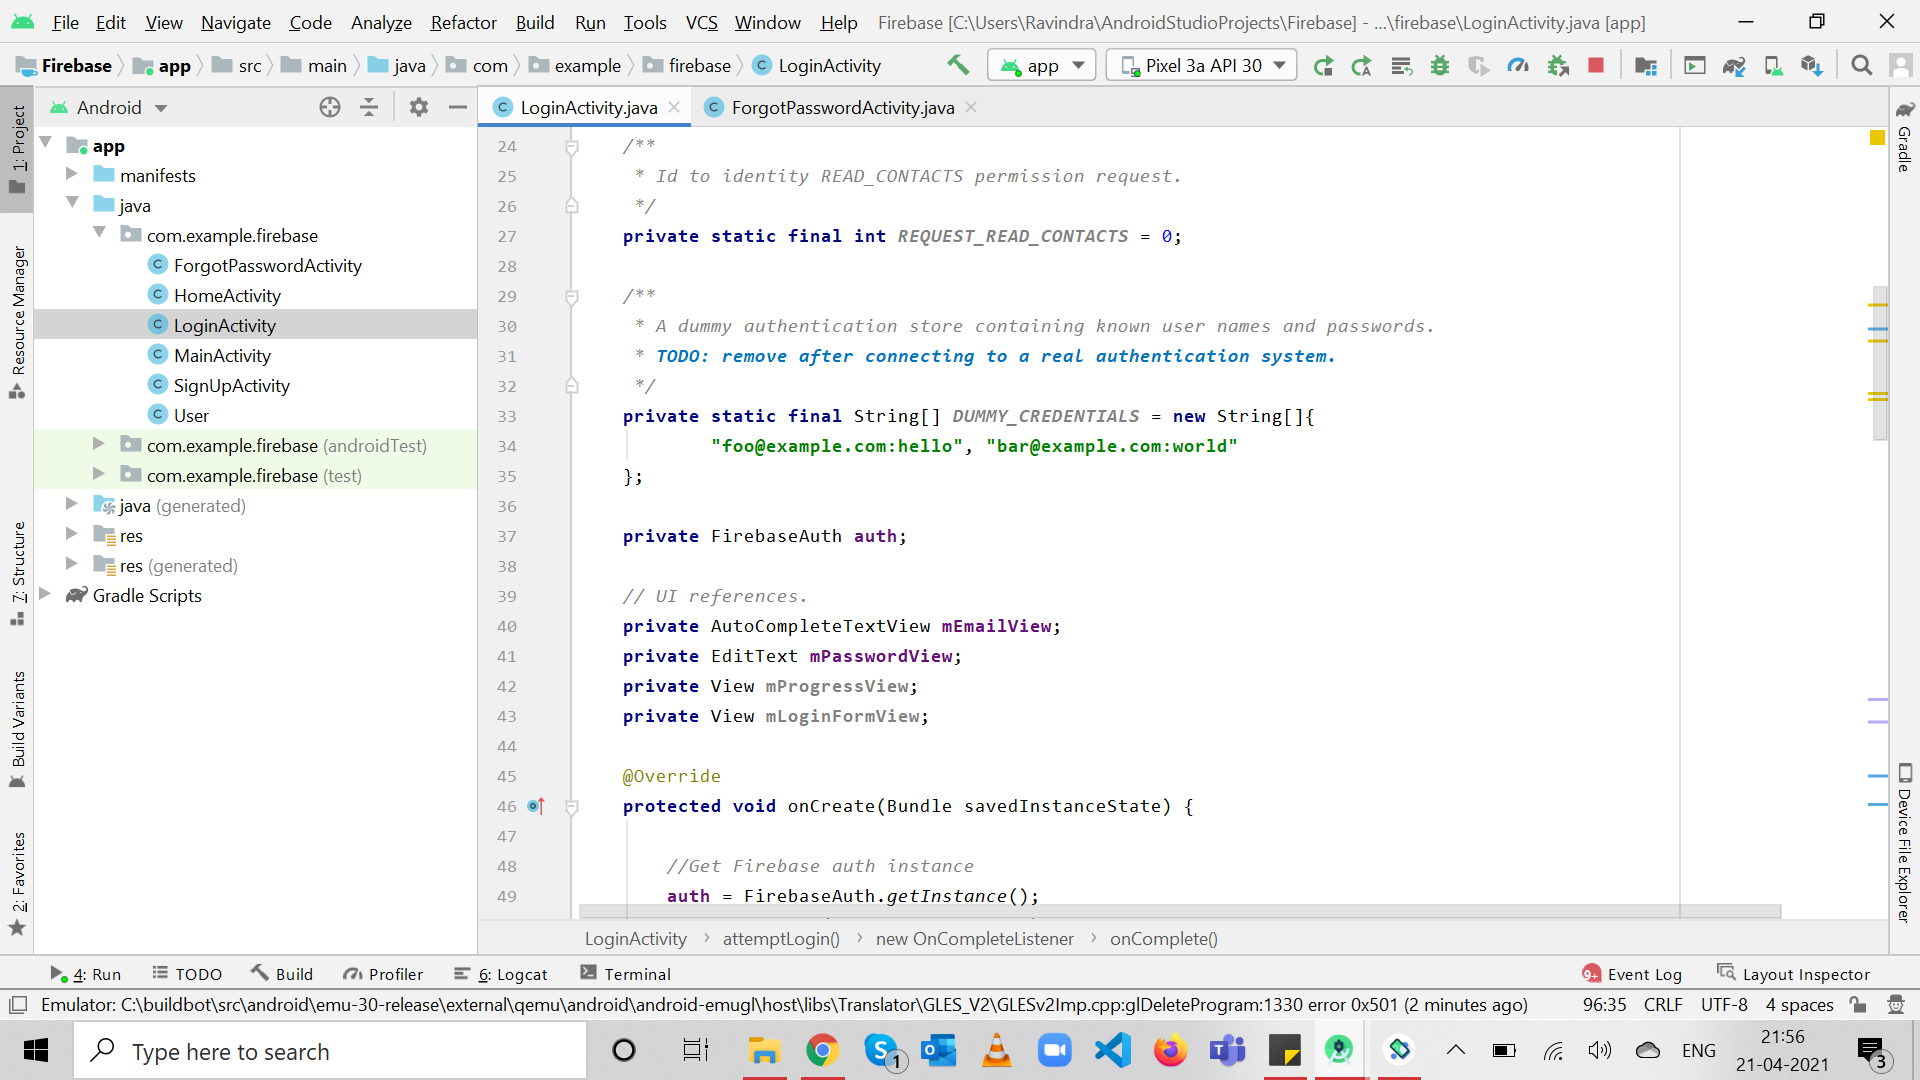 File Edit View Navigate Code Analyze Refactor Build Run Tools VCS Window Help Firebase [C:\Users\Ravindra\AndroidStudioProjects\Firebase] - ...\firebase\LoginActivity.java [app]
Firebase app src main java com example firebase LoginActivity app Pixel 3a API 30
Android
LoginActivity.java ForgotPasswordActivity.java
1: Project
Resource Manager
7: Structure
Build Variants
2: Favorites
app
manifests
java
com.example.firebase
ForgotPasswordActivity
HomeActivity
LoginActivity
MainActivity
SignUpActivity
User
com.example.firebase (androidTest)
com.example.firebase (test)
java (generated)
res
res (generated)
Gradle Scripts
24 /**
25 * Id to identity READ_CONTACTS permission request.
26 */
27 private static final int REQUEST_READ_CONTACTS = 0;
28
29 /**
30 * A dummy authentication store containing known user names and passwords.
31 * TODO: remove after connecting to a real authentication system.
32 */
33 private static final String[] DUMMY_CREDENTIALS = new String[]{
34 "foo@example.com:hello", "bar@example.com:world"
35 };
36
37 private FirebaseAuth auth;
38
39 // UI references.
40 private AutoCompleteTextView mEmailView;
41 private EditText mPasswordView;
42 private View mProgressView;
43 private View mLoginFormView;
44
45 @Override
46 protected void onCreate(Bundle savedInstanceState) {
47
48 //Get Firebase auth instance
49 auth = FirebaseAuth.getInstance();
LoginActivity › attemptLogin() › new OnCompleteListener › onComplete()
Gradle
Device File Explorer
4: Run TODO Build Profiler 6: Logcat Terminal 9+ Event Log Layout Inspector
Emulator: C:\buildbot\src\android\emu-30-release\external\qemu\android\android-emugl\host\libs\Translator\GLES_V2\GLESv2Imp.cpp:glDeleteProgram:1330 error 0x501 (2 minutes ago) 96:35 CRLF UTF-8 4 spaces
Type here to search
1
ENG
21:56
21-04-2021
3